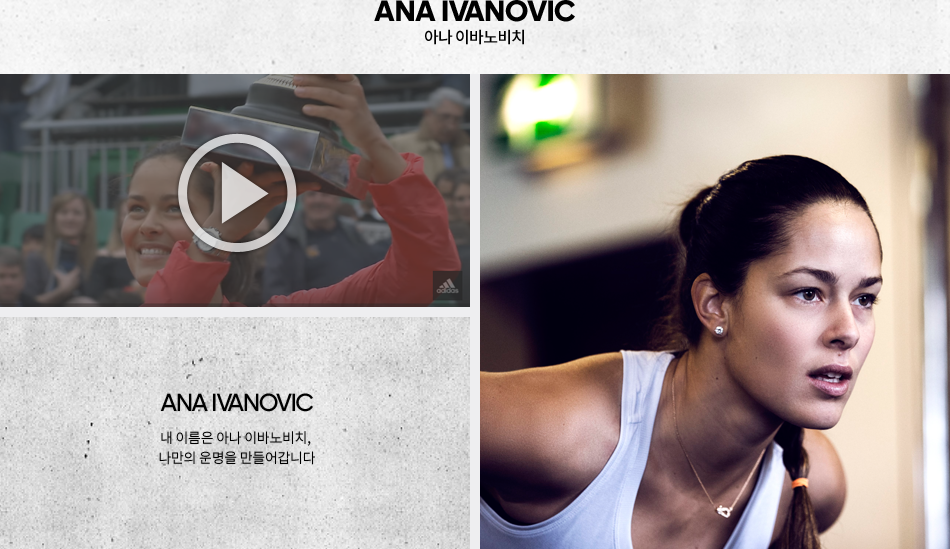 ANA IVANOVIC
아나 이바노비치
adidas
ANA IVANOVIC
내 이름은 아나 이바노비치,
나만의 운명을 만들어갑니다